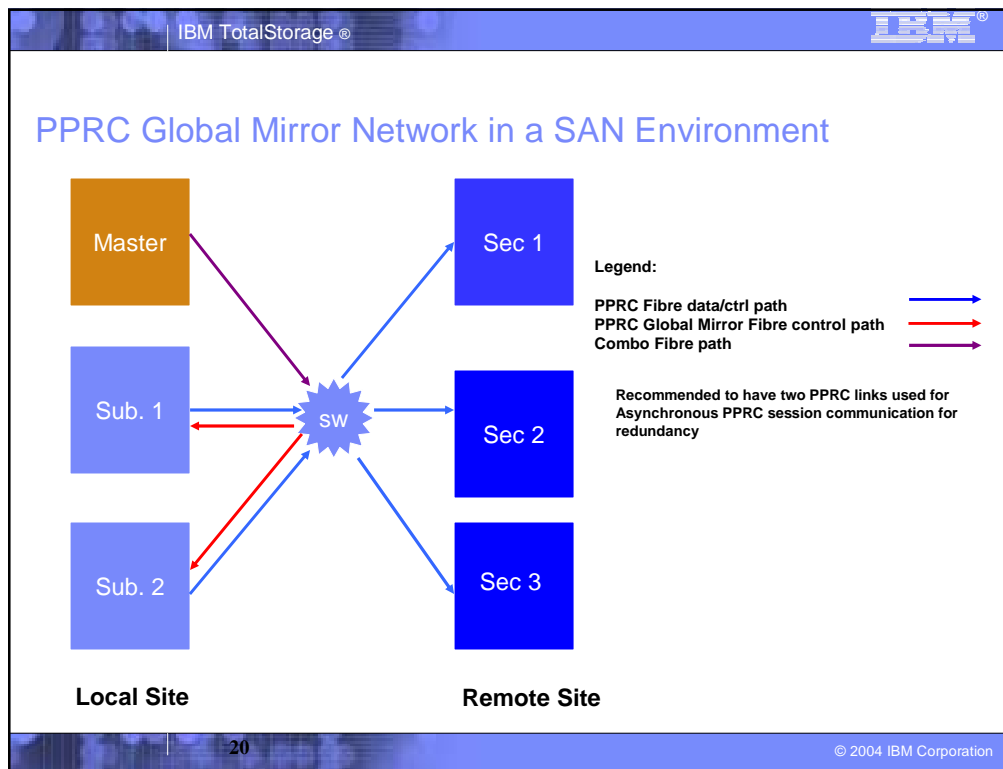 IBM TotalStorage ®
IBM®
PPRC Global Mirror Network in a SAN Environment
Master
Sub. 1
Sub. 2
sw
Sec 1
Sec 2
Sec 3
Legend:
PPRC Fibre data/ctrl path
PPRC Global Mirror Fibre control path
Combo Fibre path
Recommended to have two PPRC links used for
Asynchronous PPRC session communication for
redundancy
Local Site
Remote Site
20
© 2004 IBM Corporation